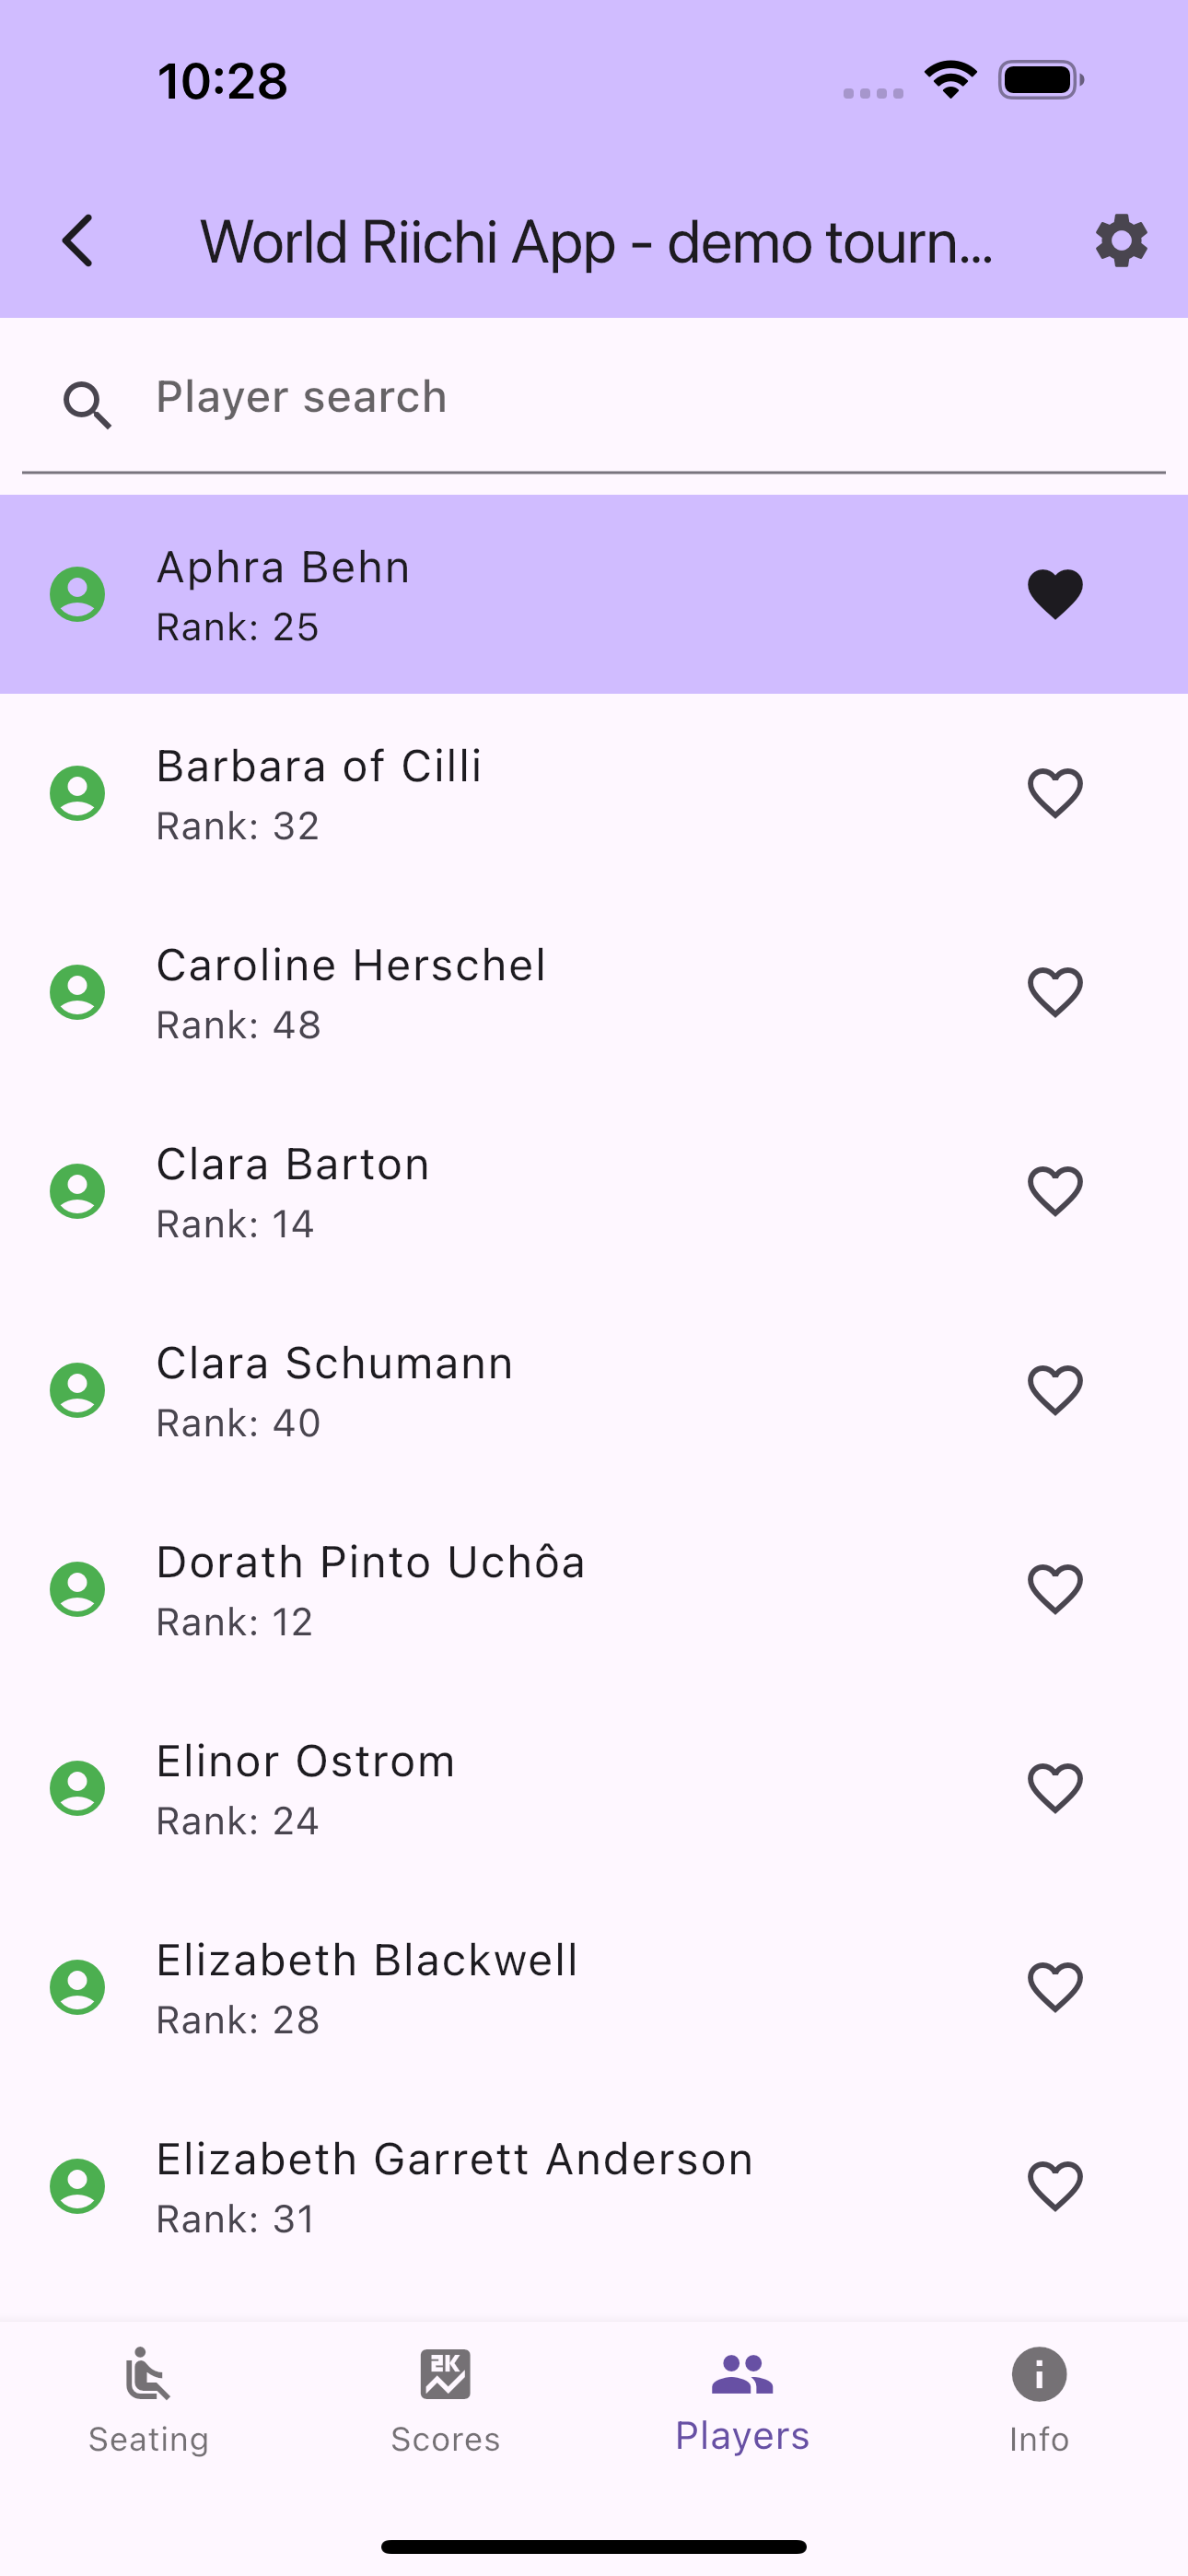 10:28
World Riichi App - demo tourn...
Player search
Aphra Behn
Rank: 25
Barbara of Cilli
Rank: 32
Caroline Herschel
Rank: 48
Clara Barton
Rank: 14
Clara Schumann
Rank: 40
Dorath Pinto Uchôa
Rank: 12
Elinor Ostrom
Rank: 24
Elizabeth Blackwell
Rank: 28
Elizabeth Garrett Anderson
Rank: 31
2K
Seating
Scores
Players
Info